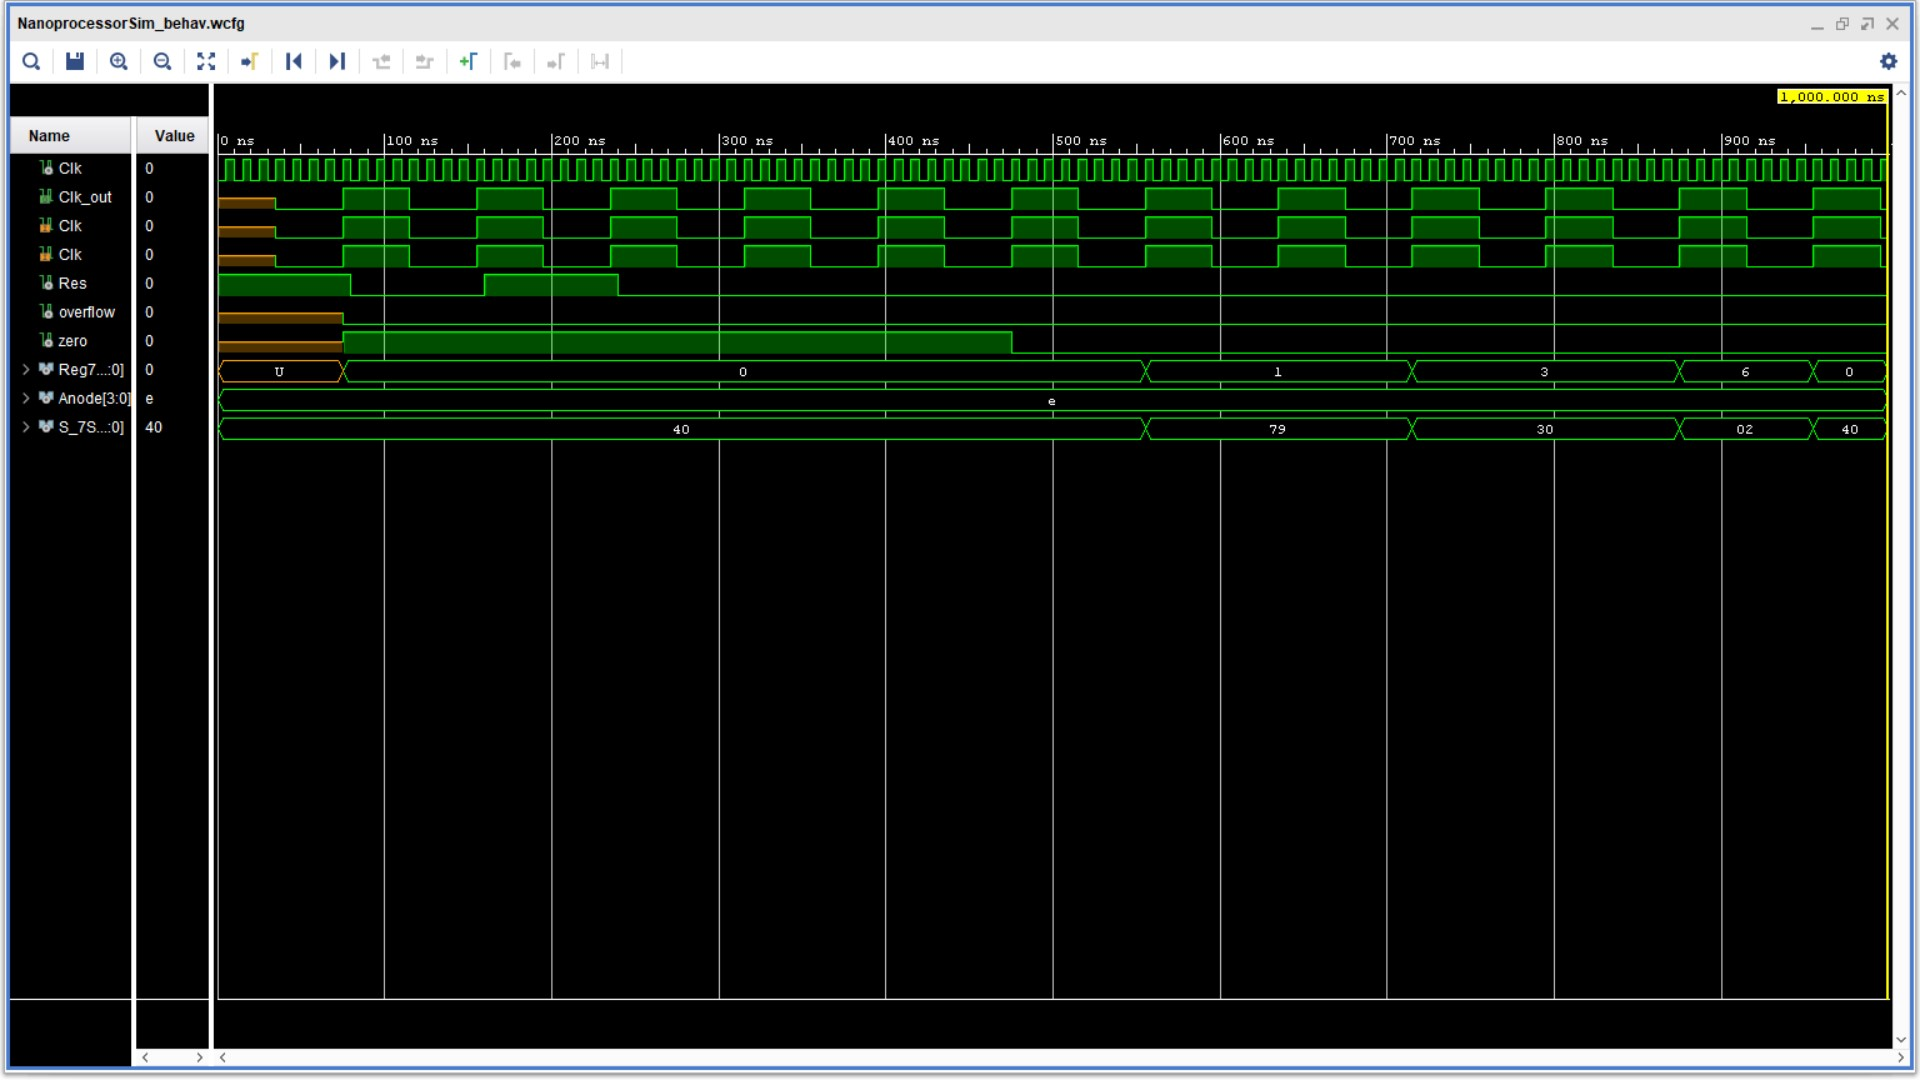 NanoprocessorSim_behav.wcfg
1,000.000 ns
Name Value
0 ns 100 ns 200 ns 300 ns 400 ns 500 ns 600 ns 700 ns 800 ns 900 ns
Clk 0
Clk_out 0
Clk 0
Clk 0
Res 0
overflow 0
zero 0
Reg7...:0] 0 U 0 1 3 6 0
Anode[3:0] e e
S_7S...:0] 40 40 79 30 02 40